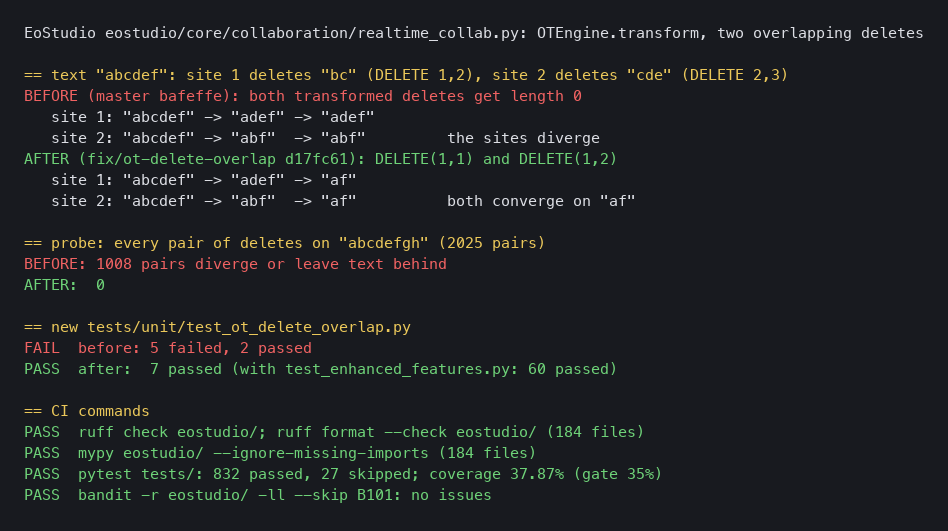 EoStudio eostudio/core/collaboration/realtime_collab.py: OTEngine.transform, two overlapping deletes
== text "abcdef": site 1 deletes "bc" (DELETE 1,2), site 2 deletes "cde" (DELETE 2,3)
BEFORE (master bafeffe): both transformed deletes get length 0
site 1: "abcdef" -> "adef" -> "adef"
site 2: "abcdef" -> "abf" -> "abf" the sites diverge
AFTER (fix/ot-delete-overlap d17fc61): DELETE(1,1) and DELETE(1,2)
site 1: "abcdef" -> "adef" -> "af"
site 2: "abcdef" -> "abf" -> "af" both converge on "af"
== probe: every pair of deletes on "abcdefgh" (2025 pairs)
BEFORE: 1008 pairs diverge or leave text behind
AFTER: 0
== new tests/unit/test_ot_delete_overlap.py
FAIL before: 5 failed, 2 passed
PASS after: 7 passed (with test_enhanced_features.py: 60 passed)
== CI commands
PASS ruff check eostudio/; ruff format --check eostudio/ (184 files)
PASS mypy eostudio/ --ignore-missing-imports (184 files)
PASS pytest tests/: 832 passed, 27 skipped; coverage 37.87% (gate 35%)
PASS bandit -r eostudio/ -ll --skip B101: no issues